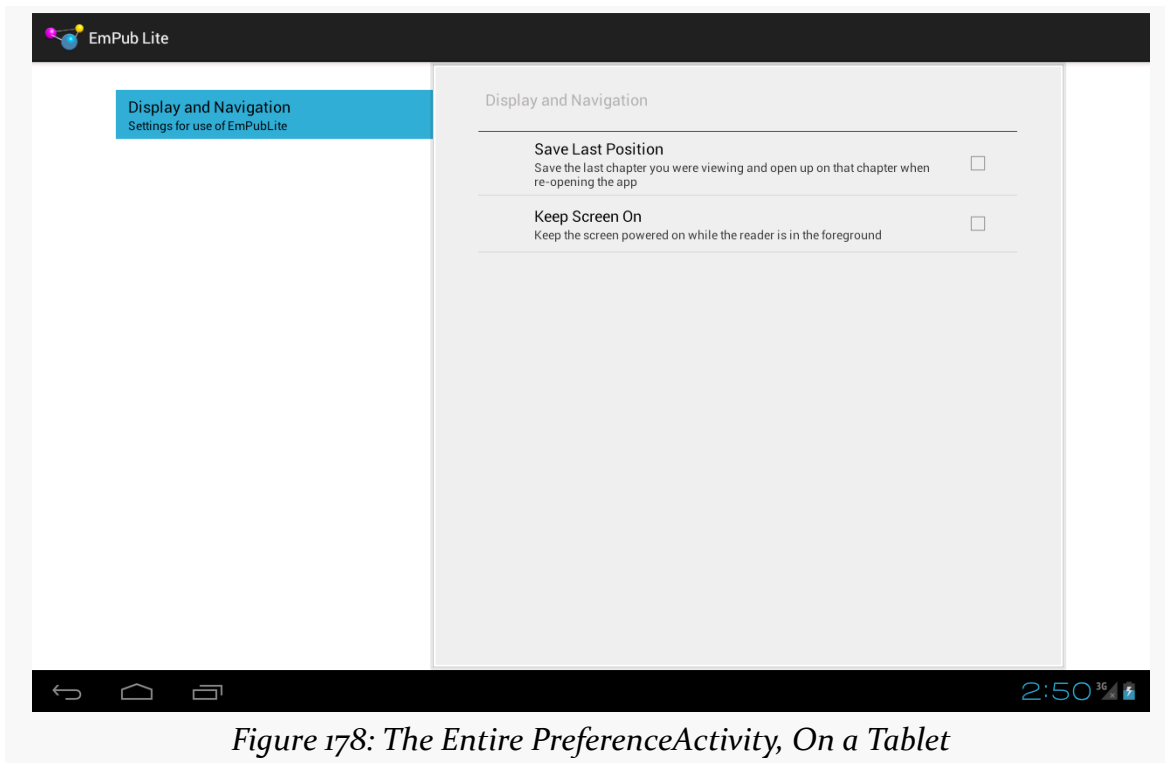 EmPub Lite
Display and Navigation
Settings for use of EmPubLite
Display and Navigation
Save Last Position
Save the last chapter you were viewing and open up on that chapter when
re-opening the app
Keep Screen On
Keep the screen powered on while the reader is in the foreground
2:50 3G
Figure 178: The Entire PreferenceActivity, On a Tablet